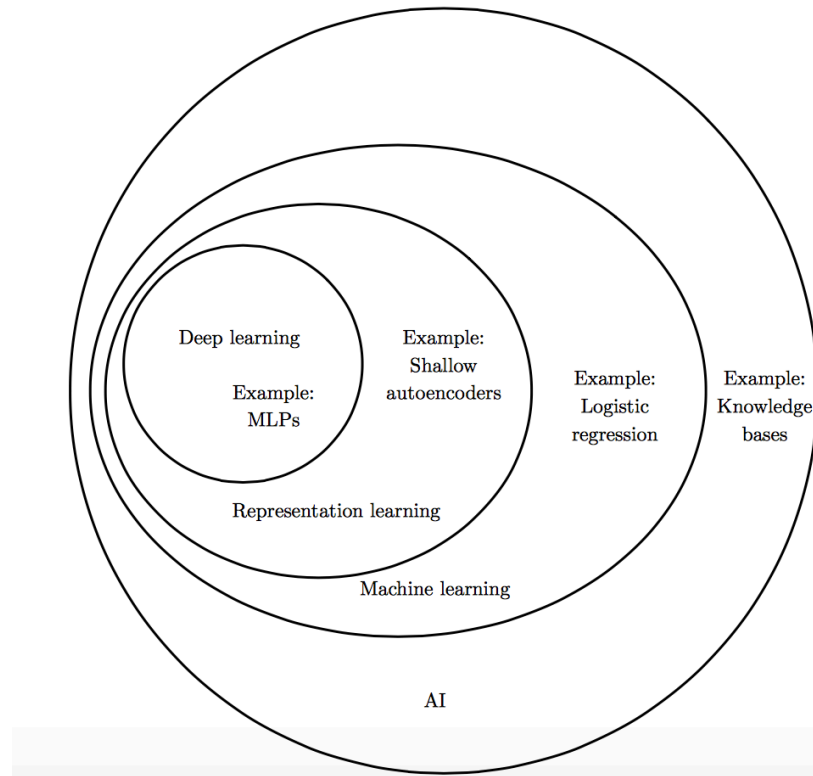 Deep learning
Example:
MLPs
Example:
Shallow
autoencoders
Example:
Logistic
regression
Example:
Knowledge
bases
Representation learning
Machine learning
AI